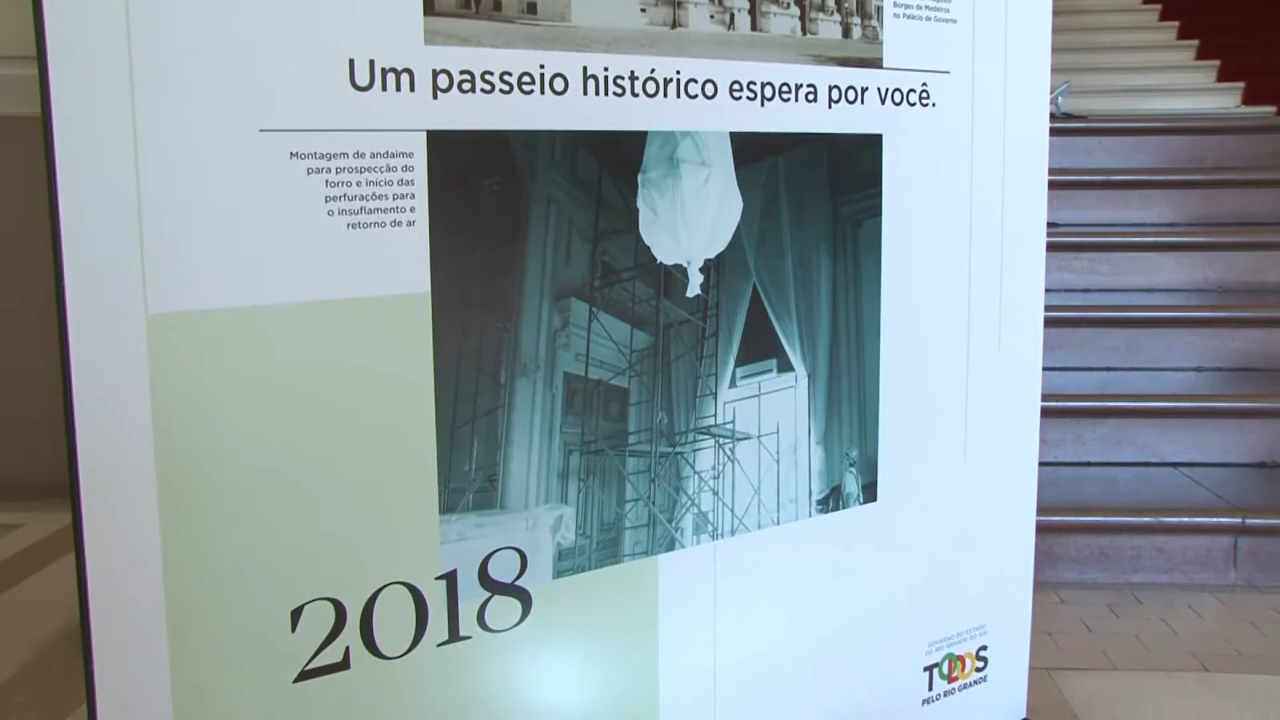 Borges de Medeiros
no Palácio de Governo
Um passeio histórico espera por você.
Montagem de andaime
para prospecção do
forro e início das
perfurações para
o insuflamento e
retorno de ar
2018
GOVERNO DO ESTADO
DO RIO GRANDE DO SUL
TODOS
PELO RIO GRANDE